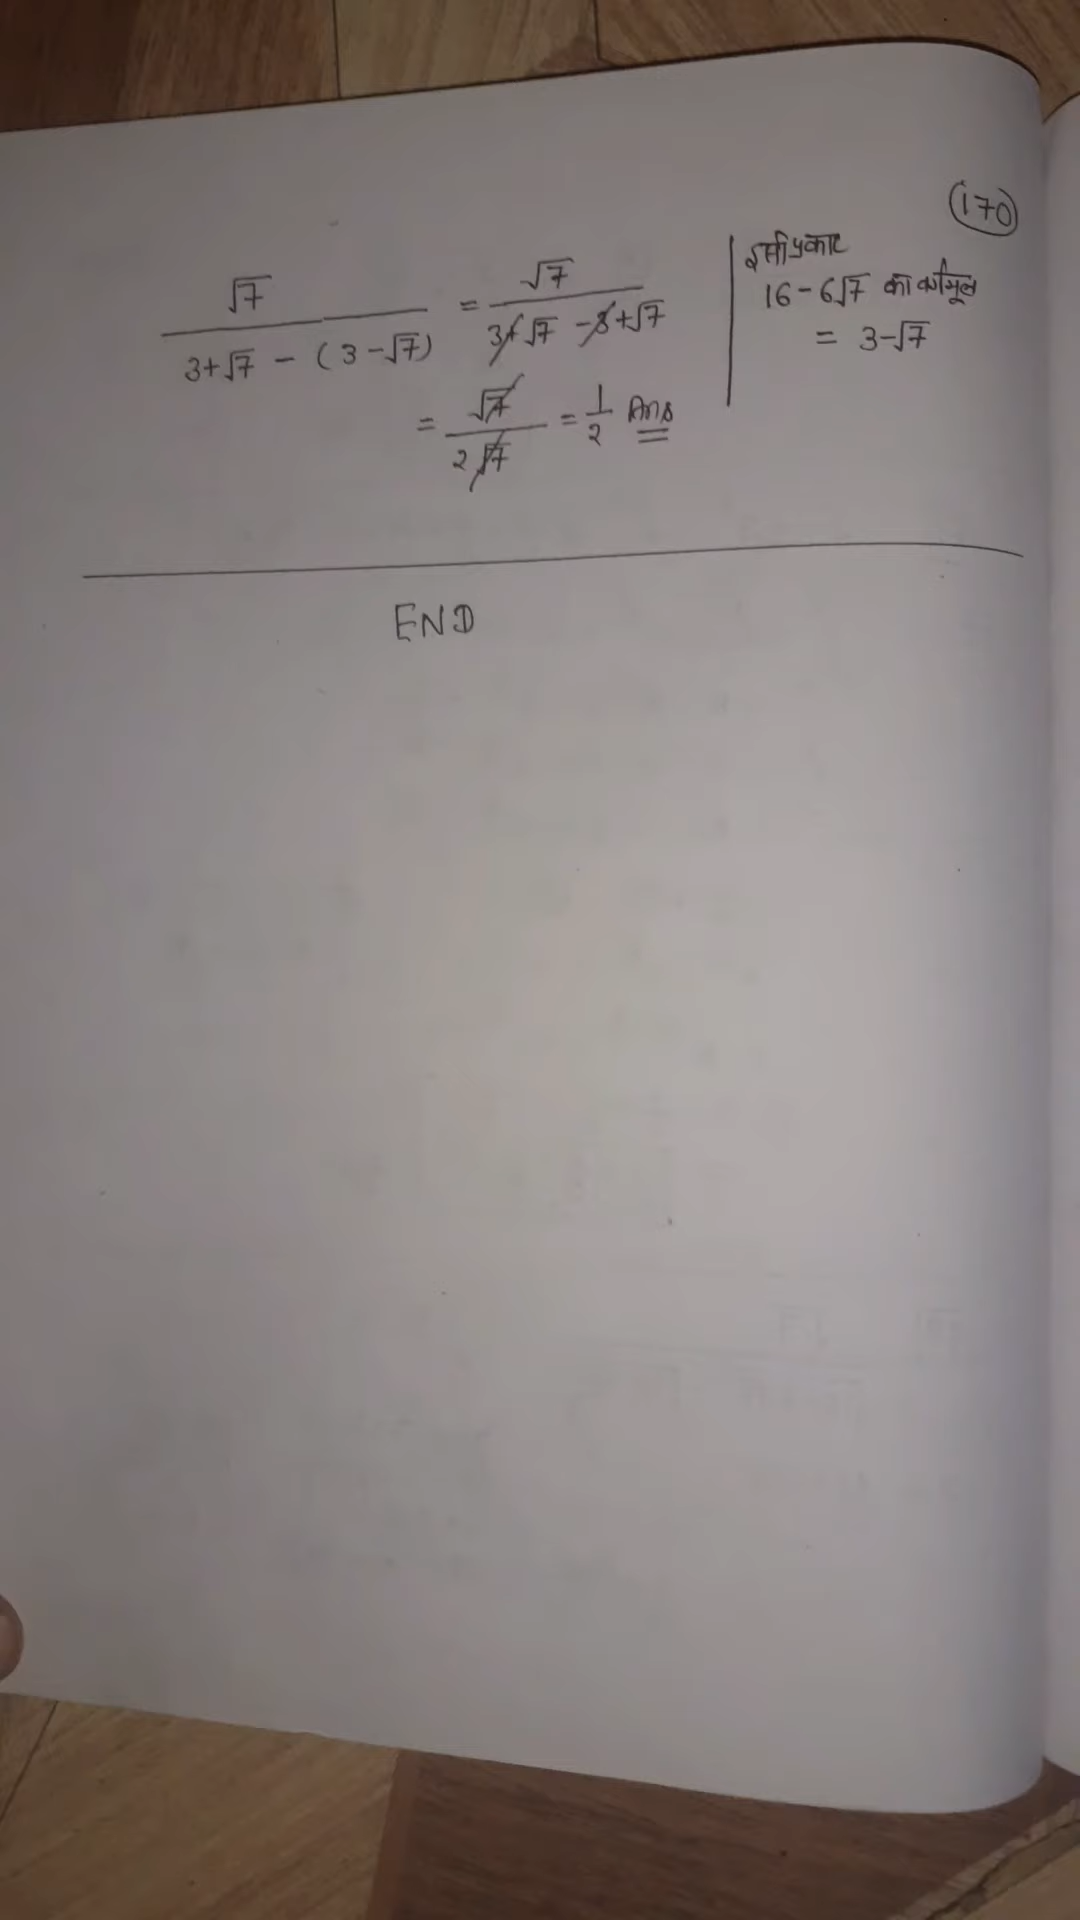 (170)
√7 / (3+√7 - (3-√7)) = √7 / (3+√7 -3+√7)
= √7 / 2√7 = 1/2 Ans
इसी प्रकार
16-6√7 का वर्गमूल
= 3-√7
END